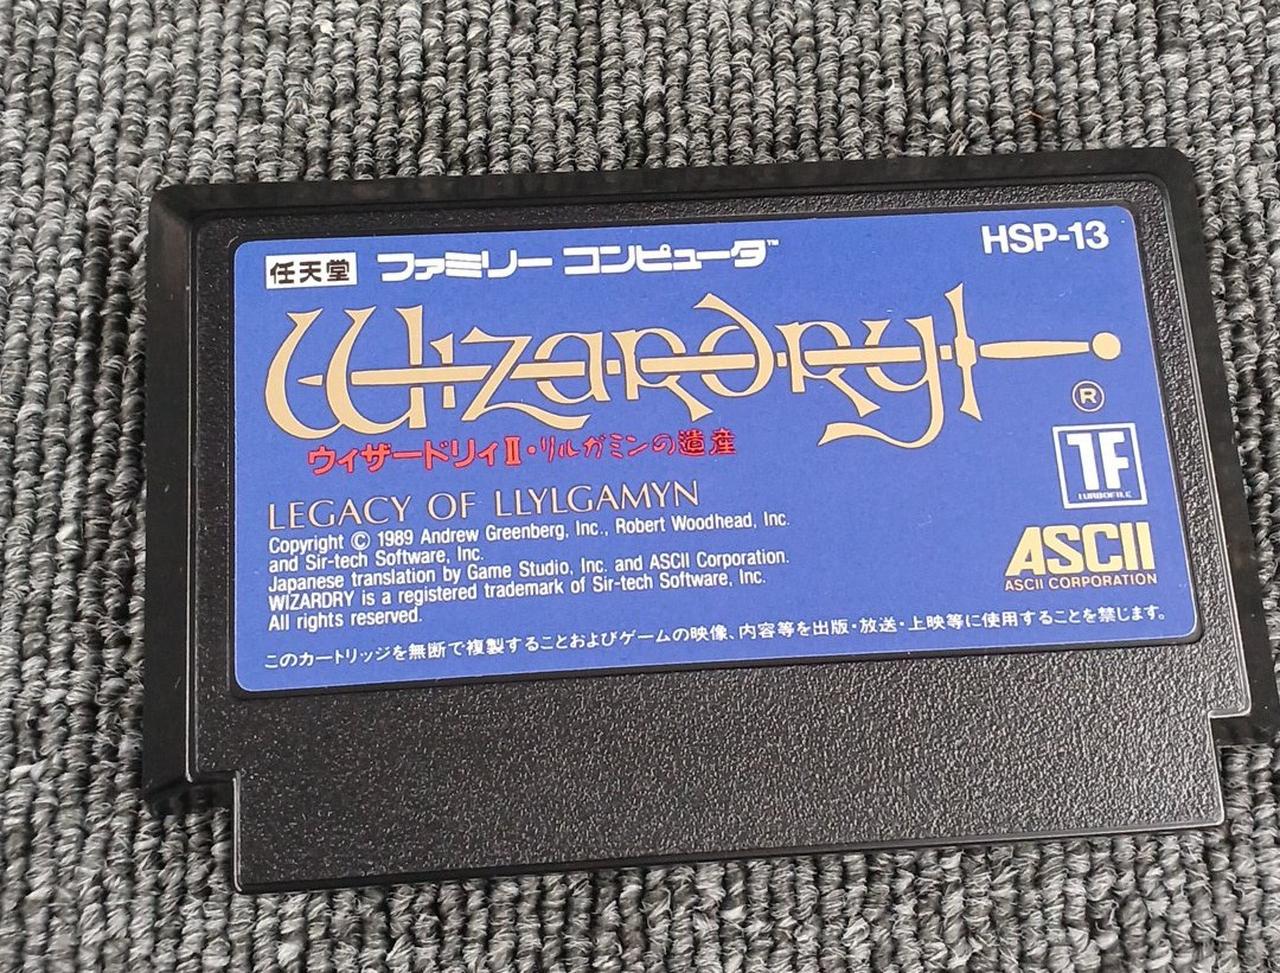 任天堂 ファミリー コンピュータ™
HSP-13
Wizardry
®
ウィザードリィⅡ・リルガミンの遺産
TF
TURBOFILE
LEGACY OF LLYLGAMYN
Copyright © 1989 Andrew Greenberg, Inc., Robert Woodhead, Inc.
and Sir-tech Software, Inc.
Japanese translation by Game Studio, Inc. and ASCII Corporation.
WIZARDRY is a registered trademark of Sir-tech Software, Inc.
All rights reserved.
ASCII
ASCII CORPORATION
このカートリッジを無断で複製することおよびゲームの映像、内容等を出版・放送・上映等に使用することを禁じます。